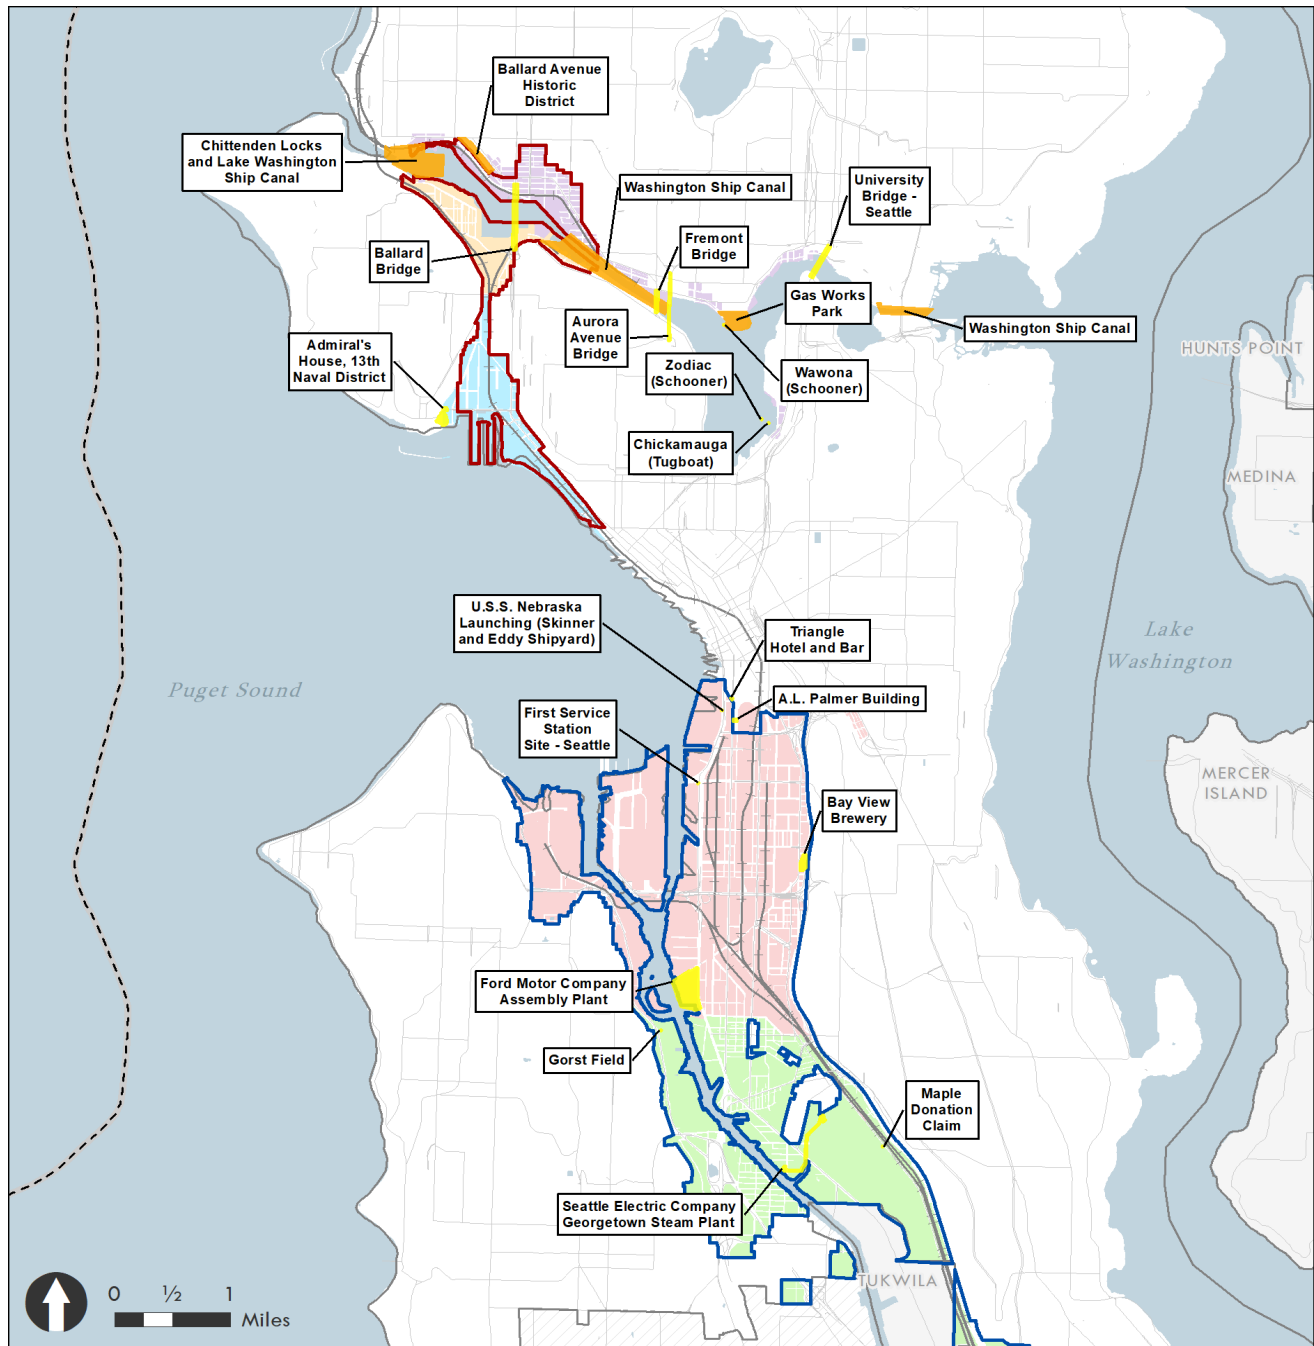 Ballard Avenue
Historic
District
Chittenden Locks
and Lake Washington
Ship Canal
Washington Ship Canal
University
Bridge -
Seattle
Fremont
Bridge
Ballard
Bridge
Gas Works
Park
Aurora
Avenue
Bridge
Washington Ship Canal
Admiral's
House, 13th
Naval District
HUNTS POINT
Zodiac
(Schooner)
Wawona
(Schooner)
Chickamauga
(Tugboat)
MEDINA
U.S.S. Nebraska
Launching (Skinner
and Eddy Shipyard)
Triangle
Hotel and Bar
Lake
Washington
Puget Sound
A.L. Palmer Building
First Service
Station
Site - Seattle
MERCER
ISLAND
Bay View
Brewery
Ford Motor Company
Assembly Plant
Gorst Field
Maple
Donation
Claim
Seattle Electric Company
Georgetown Steam Plant
TUKWILA
0 ½ 1
Miles